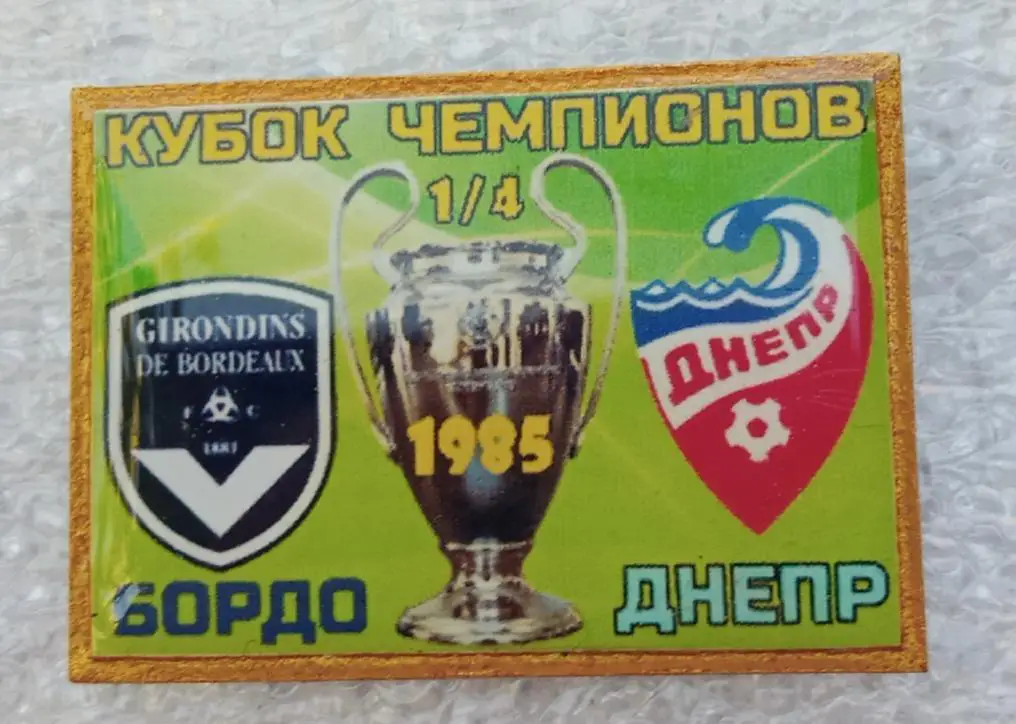 КУБОК ЧЕМПИОНОВ
1/4
GIRONDINS
DE BORDEAUX
F C
1881
ДНЕПР
1985
БОРДО
ДНЕПР